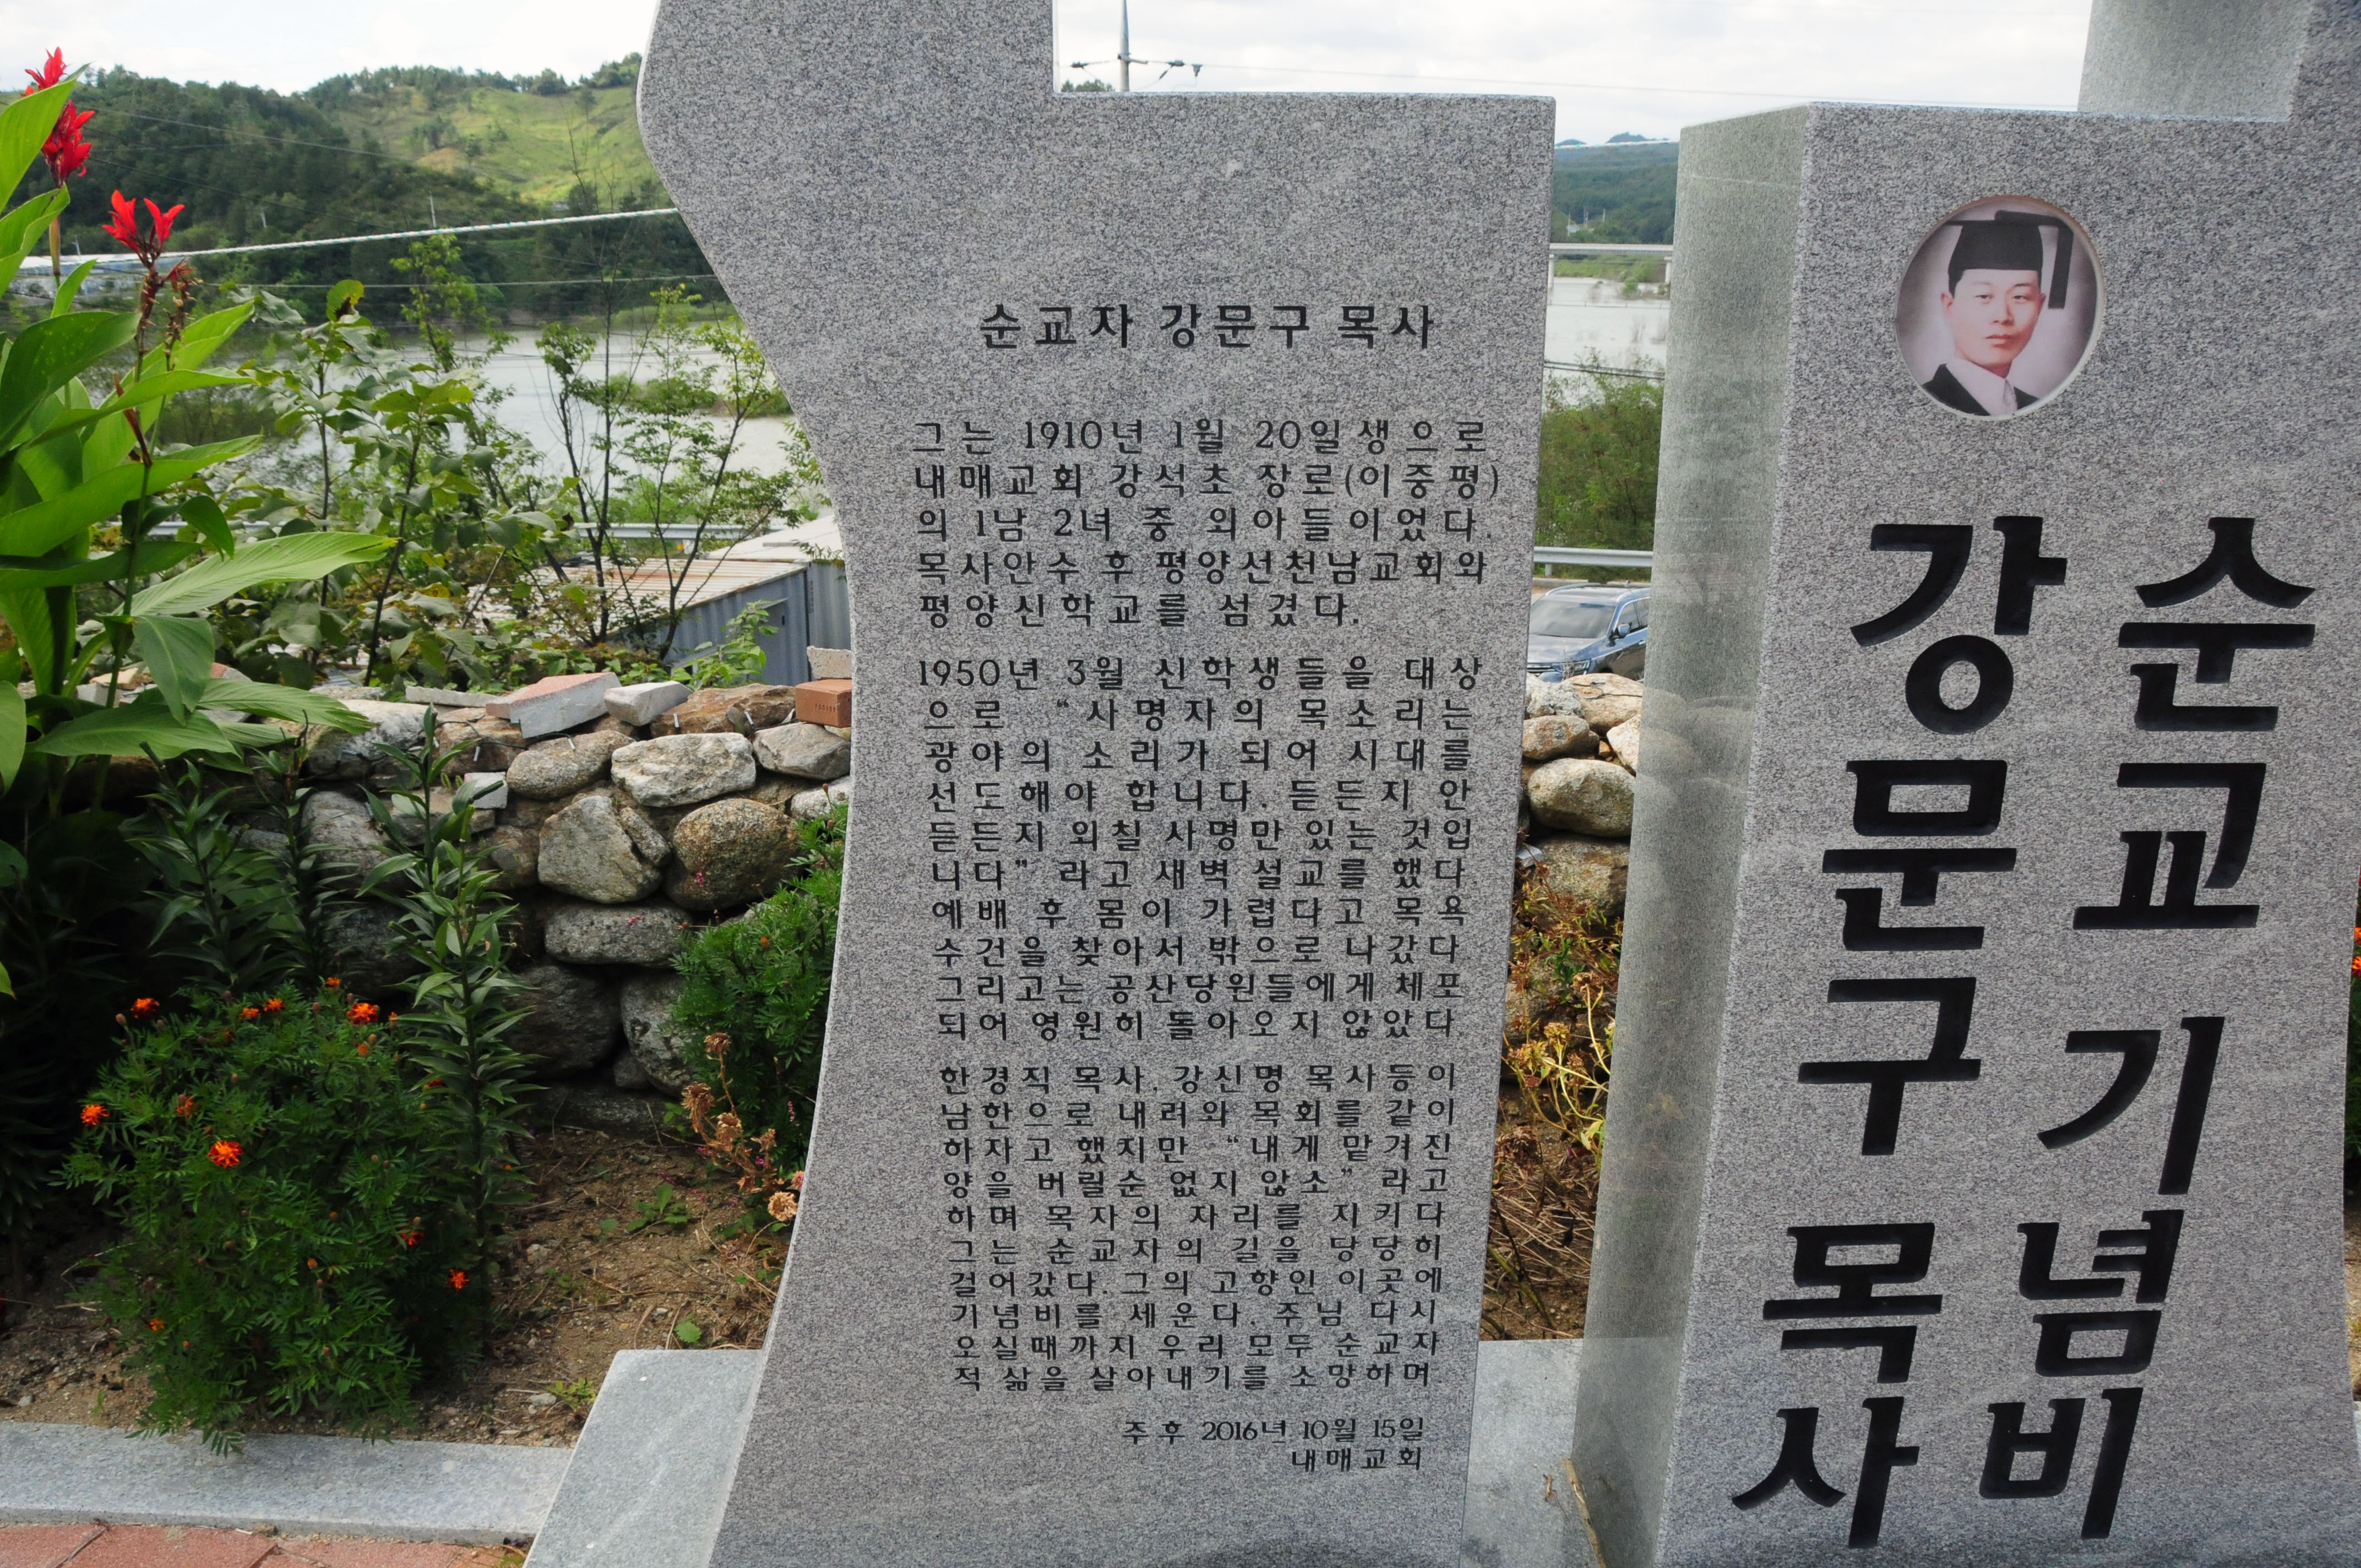 순교자 강문구 목사
그는 1910년 1월 20일생으로
내매교회 강석초 장로(이중평)
의 1남 2녀 중 외아들이었다.
목사안수 후 평양선천남교회와
평양신학교를 섬겼다.
1950년 3월 신학생들을 대상
으로 “사명자의 목소리는
광야의 소리가 되어 시대를
선도해야 합니다. 듣든지 안
듣든지 외칠 사명만 있는 것입
니다” 라고 새벽 설교를 했다.
예배 후 몸이 가렵다고 목욕
수건을 찾아서 밖으로 나갔다
그리고는 공산당원들에게 체포
되어 영원히 돌아오지 않았다
한경직 목사, 강신명 목사등이
남한으로 내려와 목회를 같이
하자고 했지만 “내게 맡겨진
양을 버릴순 없지 않소” 라고
하며 목자의 자리를 지키다
그는 순교자의 길을 당당히
걸어갔다. 그의 고향인 이곳에
기념비를 세운다. 주님 다시
오실때까지 우리 모두 순교자
적 삶을 살아내기를 소망하며
주후 2016년 10월 15일
내매교회
순교기념비
강문구목사